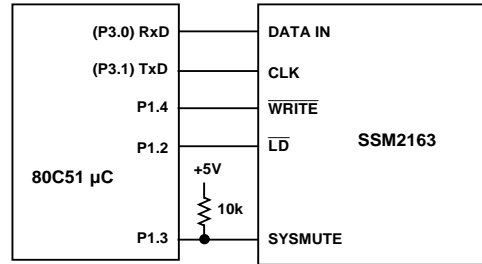 (P3.0) RxD
DATA IN
(P3.1) TxD
CLK
P1.4
WRITE
P1.2
LD
SSM2163
80C51 µC
+5V
10k
P1.3
SYSMUTE